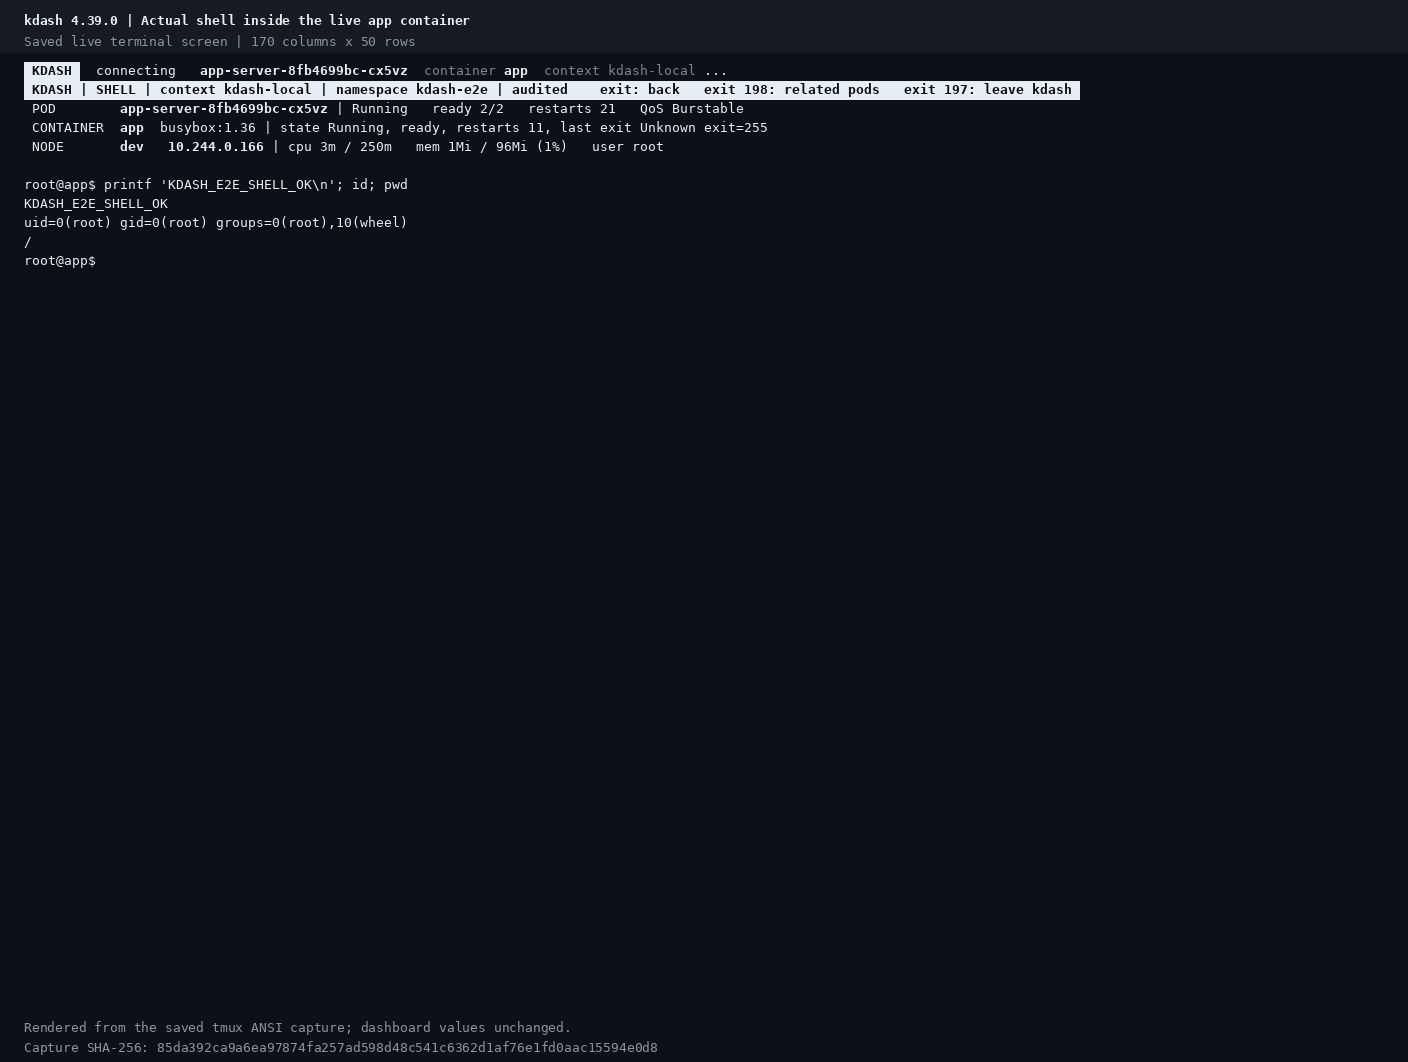 kdash 4.39.0 | Actual shell inside the live app container
Saved live terminal screen | 170 columns x 50 rows
KDASH connecting app-server-8fb4699bc-cx5vz container app context kdash-local ...
KDASH | SHELL | context kdash-local | namespace kdash-e2e | audited exit: back exit 198: related pods exit 197: leave kdash
POD app-server-8fb4699bc-cx5vz | Running ready 2/2 restarts 21 QoS Burstable
CONTAINER app busybox:1.36 | state Running, ready, restarts 11, last exit Unknown exit=255
NODE dev 10.244.0.166 | cpu 3m / 250m mem 1Mi / 96Mi (1%) user root
root@app$ printf 'KDASH_E2E_SHELL_OK\n'; id; pwd
KDASH_E2E_SHELL_OK
uid=0(root) gid=0(root) groups=0(root),10(wheel)
/
root@app$
Rendered from the saved tmux ANSI capture; dashboard values unchanged.
Capture SHA-256: 85da392ca9a6ea97874fa257ad598d48c541c6362d1af76e1fd0aac15594e0d8